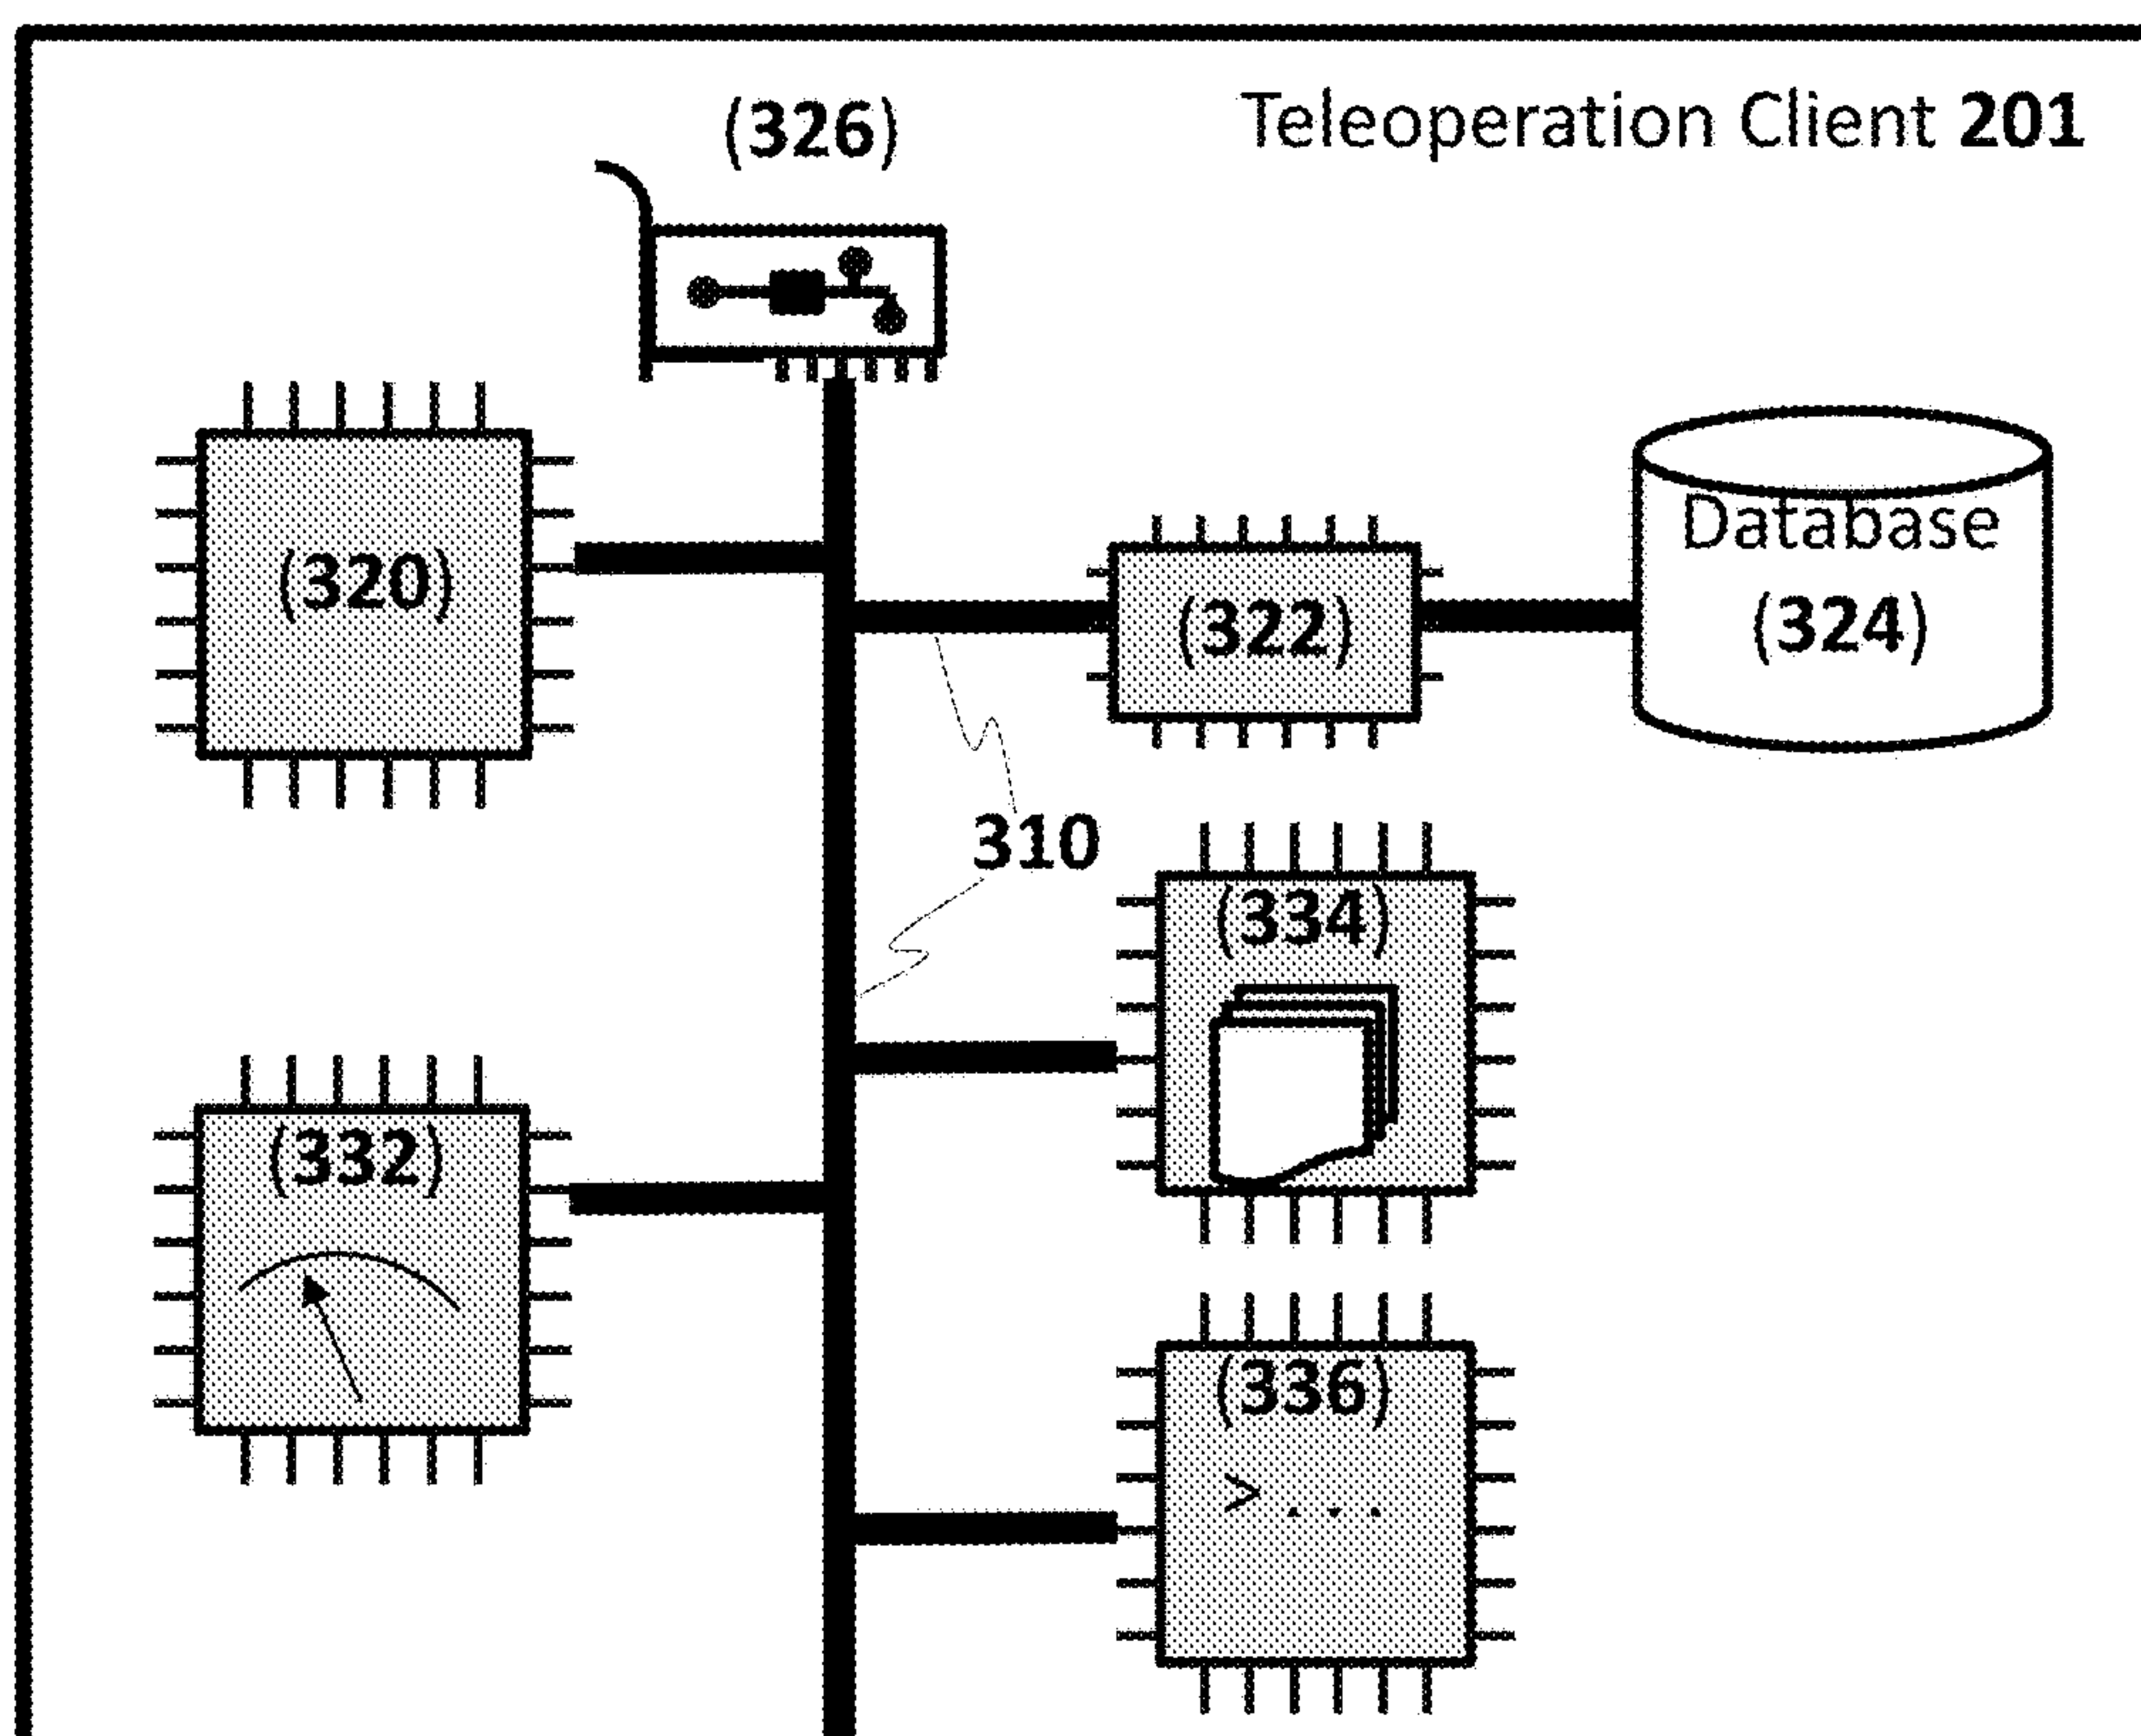 Teleoperation Client 201
(326)
(320)
(322)
Database
(324)
310
(334)
(332)
(336)
> . . .